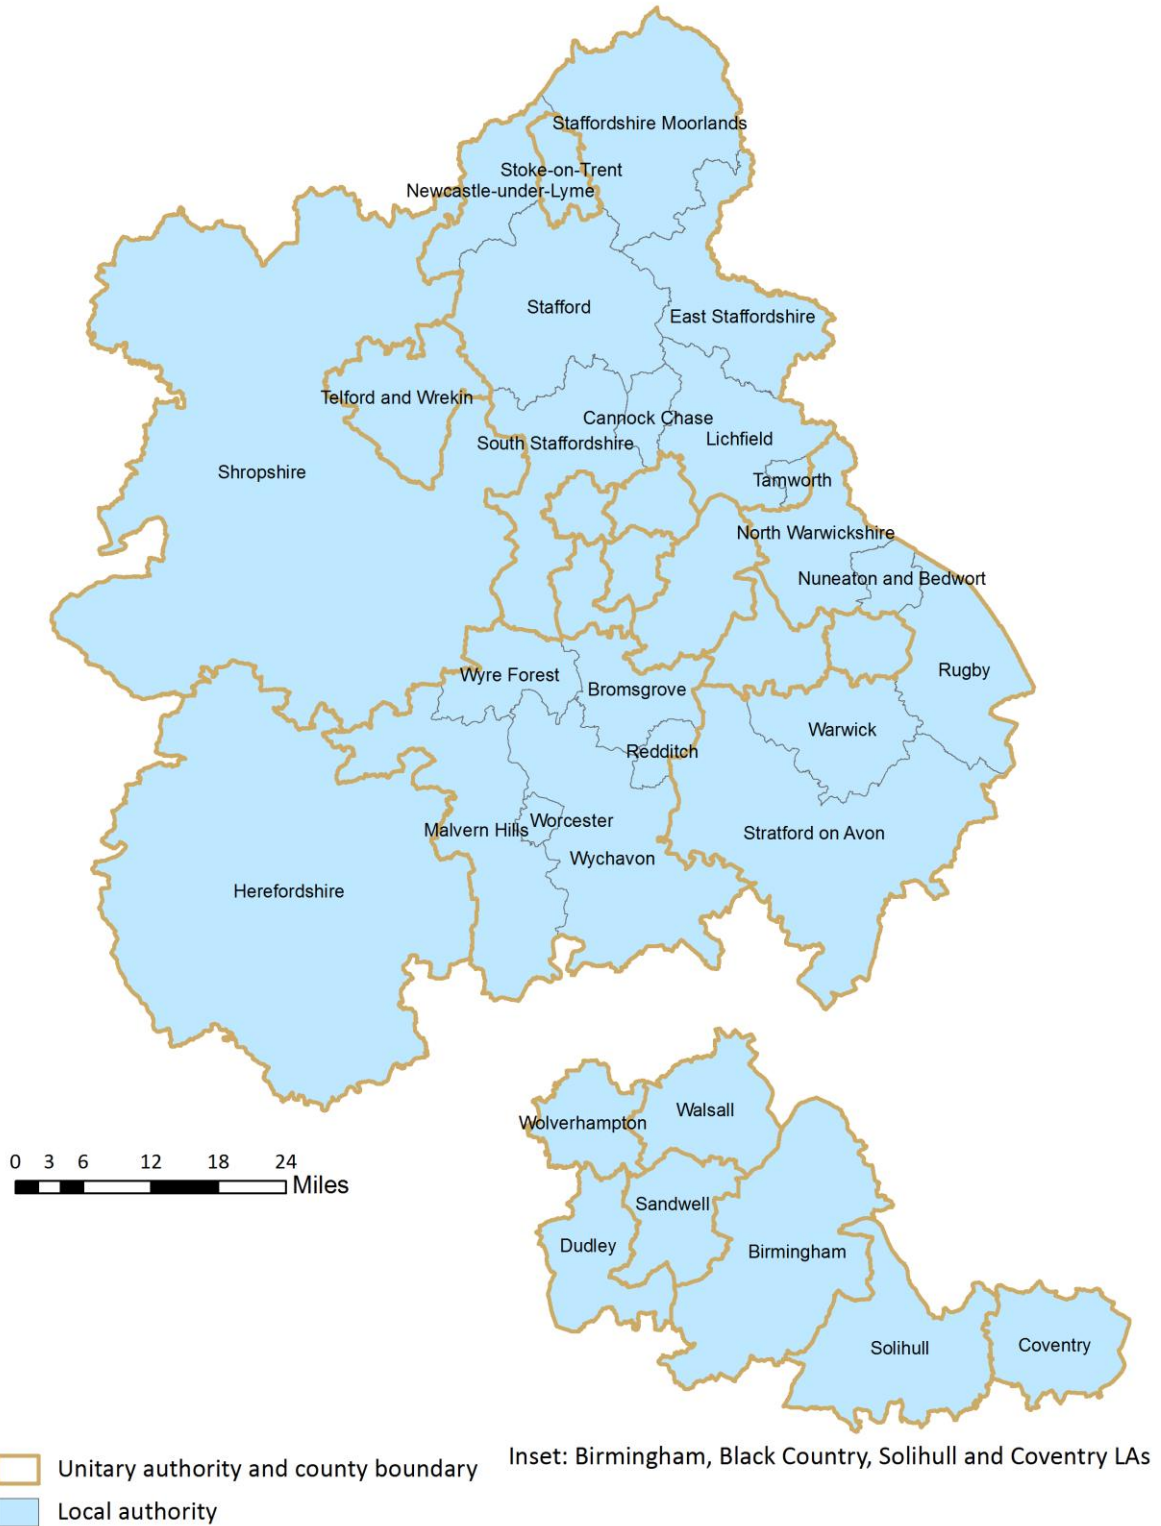 Staffordshire Moorlands
Stoke-on-Trent
Newcastle-under-Lyme
Stafford
East Staffordshire
Telford and Wrekin
Cannock Chase
Lichfield
South Staffordshire
Shropshire
Tamworth
North Warwickshire
Nuneaton and Bedwort
Rugby
Wyre Forest
Bromsgrove
Warwick
Redditch
Worcester
Malvern Hills
Stratford on Avon
Wychavon
Herefordshire
Walsall
Wolverhampton
0 3 6 12 18 24
Miles
Sandwell
Dudley
Birmingham
Solihull
Coventry
Inset: Birmingham, Black Country, Solihull and Coventry LAs
Unitary authority and county boundary
Local authority